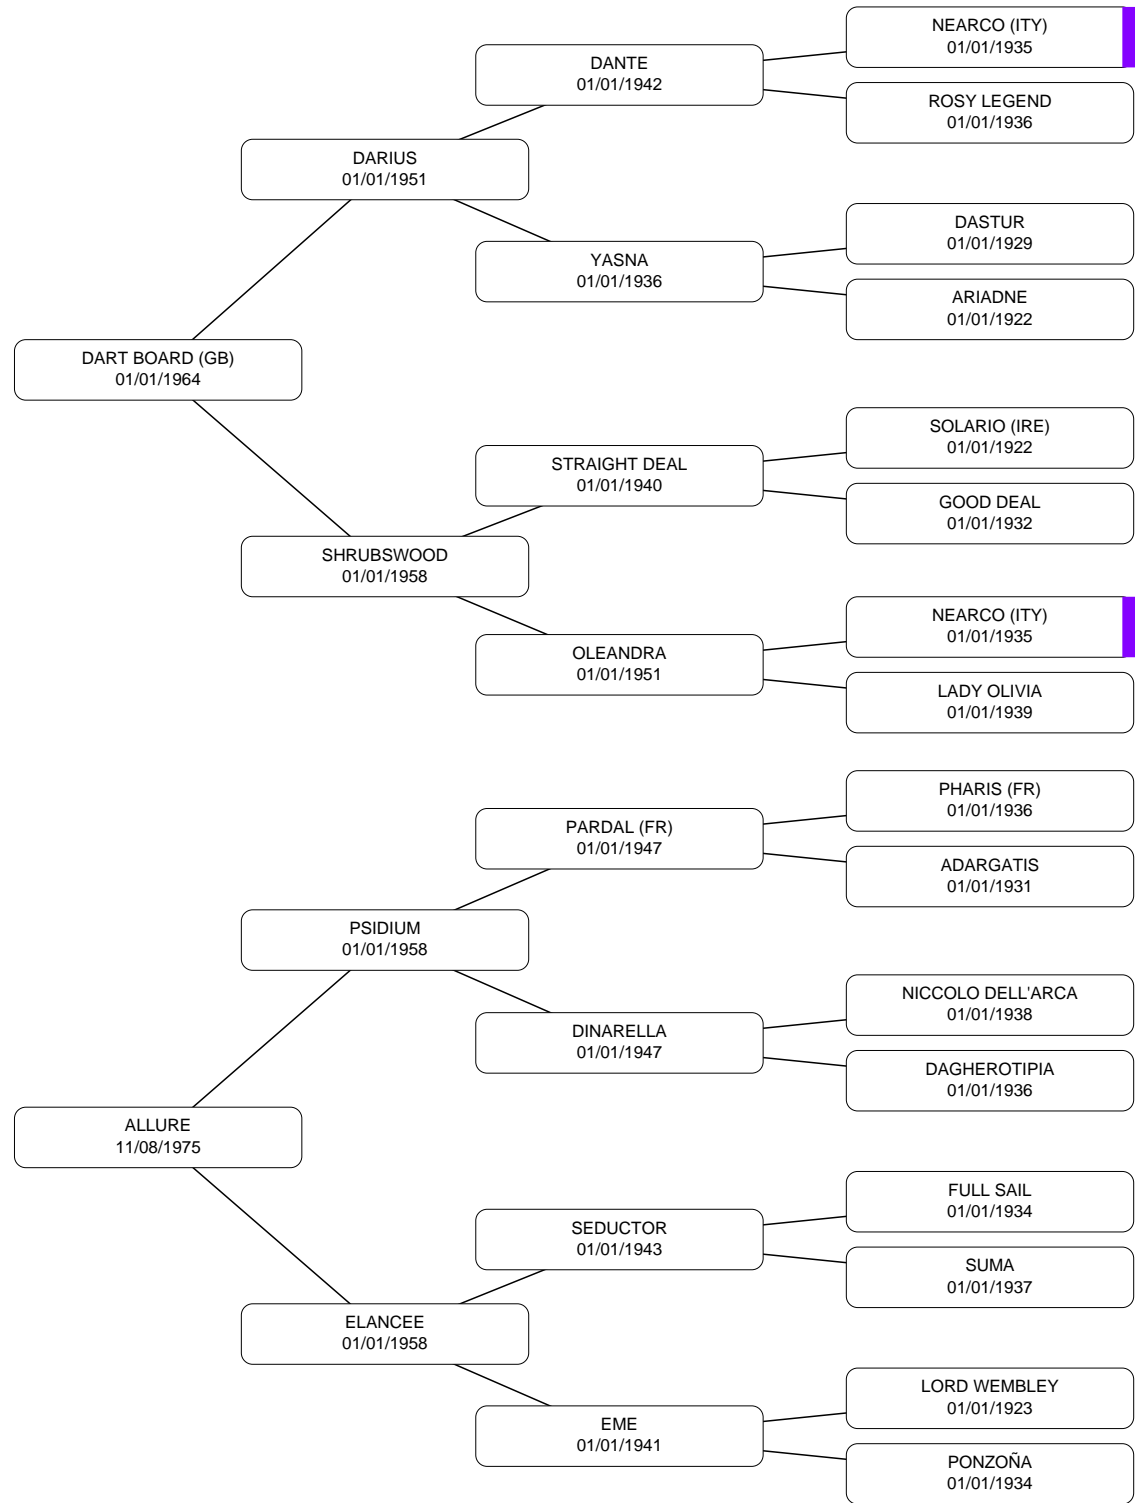 NEARCO (ITY)
01/01/1935
DANTE
01/01/1942
ROSY LEGEND
01/01/1936
DARIUS
01/01/1951
DASTUR
01/01/1929
YASNA
01/01/1936
ARIADNE
01/01/1922
DART BOARD (GB)
01/01/1964
SOLARIO (IRE)
01/01/1922
STRAIGHT DEAL
01/01/1940
GOOD DEAL
01/01/1932
SHRUBSWOOD
01/01/1958
NEARCO (ITY)
01/01/1935
OLEANDRA
01/01/1951
LADY OLIVIA
01/01/1939
PHARIS (FR)
01/01/1936
PARDAL (FR)
01/01/1947
ADARGATIS
01/01/1931
PSIDIUM
01/01/1958
NICCOLO DELL'ARCA
01/01/1938
DINARELLA
01/01/1947
DAGHEROTIPIA
01/01/1936
ALLURE
11/08/1975
FULL SAIL
01/01/1934
SEDUCTOR
01/01/1943
SUMA
01/01/1937
ELANCEE
01/01/1958
LORD WEMBLEY
01/01/1923
EME
01/01/1941
PONZOÑA
01/01/1934